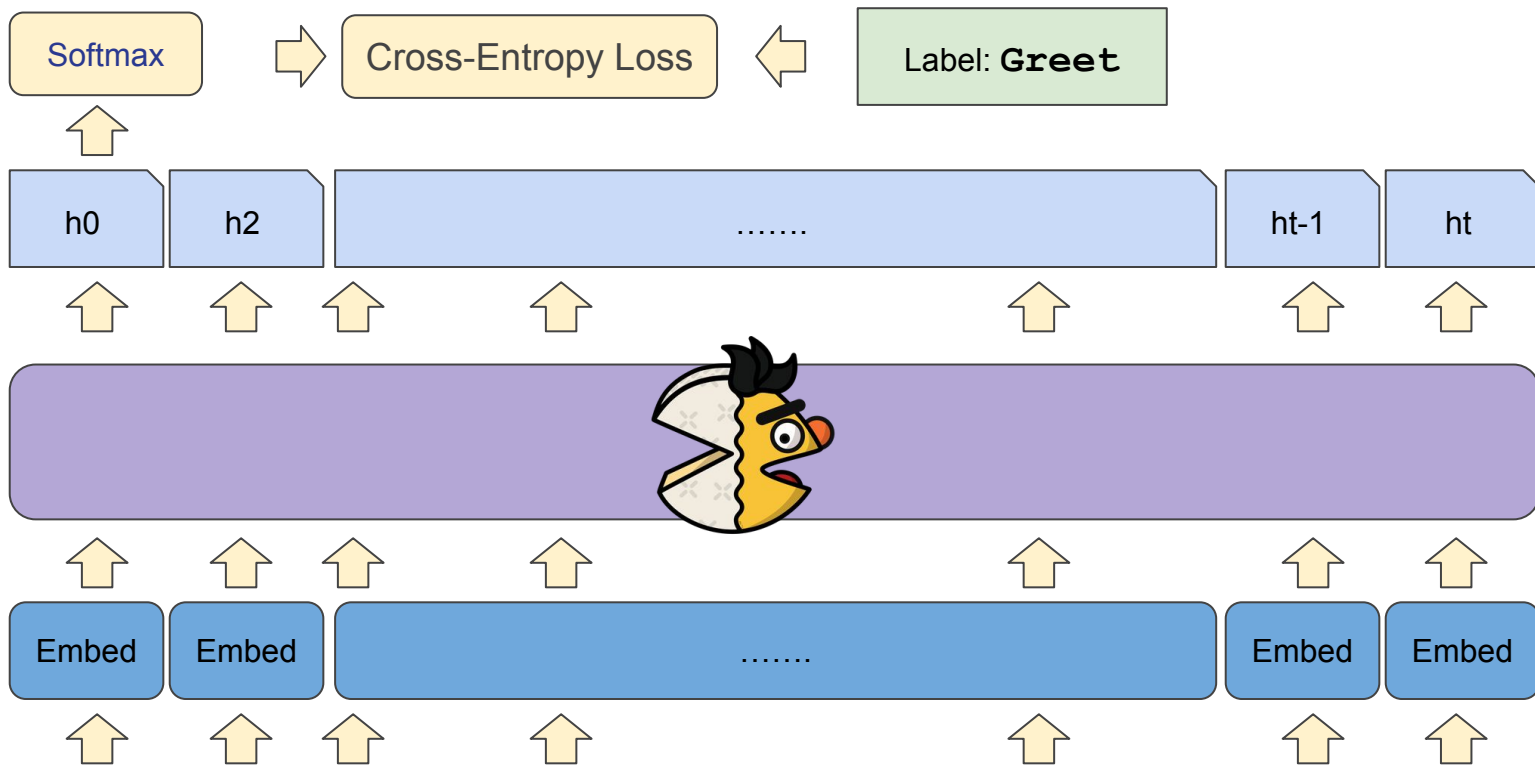 Softmax
Cross-Entropy Loss
Label: Greet
h0
h2
…….
ht-1
ht
Embed
Embed
…….
Embed
Embed